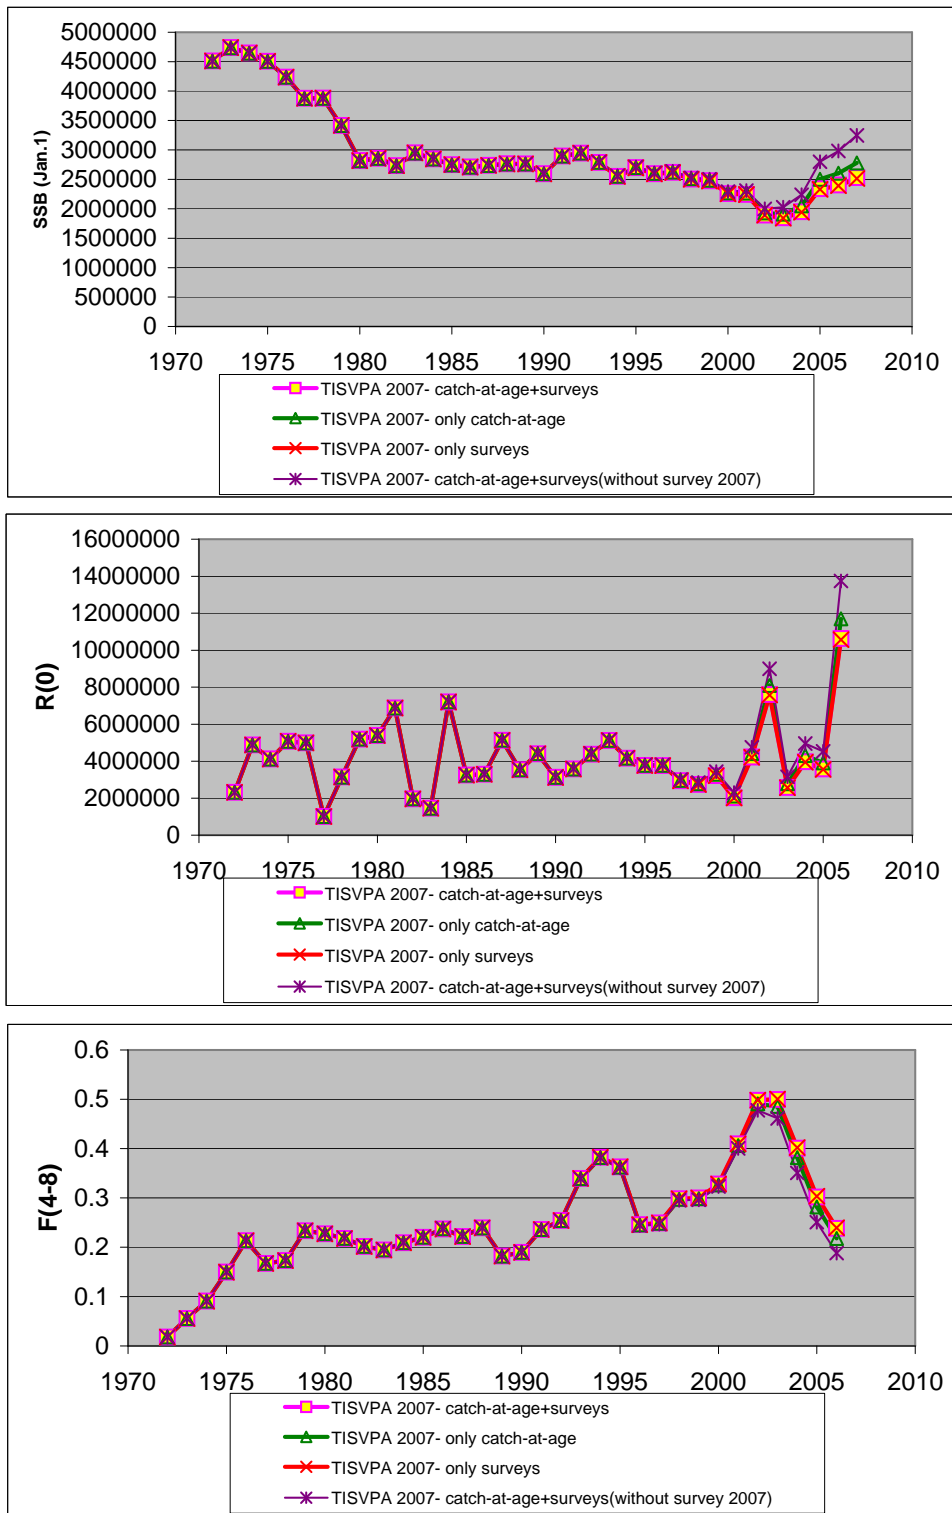 5000000
4500000
4000000
3500000
3000000
2500000
2000000
1500000
1000000
500000
0
SSB (Jan.1)
1970 1975 1980 1985 1990 1995 2000 2005 2010
TISVPA 2007- catch-at-age+surveys
TISVPA 2007- only catch-at-age
TISVPA 2007- only surveys
TISVPA 2007- catch-at-age+surveys(without survey 2007)
16000000
14000000
12000000
10000000
8000000
6000000
4000000
2000000
0
R(0)
1970 1975 1980 1985 1990 1995 2000 2005 2010
TISVPA 2007- catch-at-age+surveys
TISVPA 2007- only catch-at-age
TISVPA 2007- only surveys
TISVPA 2007- catch-at-age+surveys(without survey 2007)
0.6
0.5
0.4
0.3
0.2
0.1
0
F(4-8)
1970 1975 1980 1985 1990 1995 2000 2005 2010
TISVPA 2007- catch-at-age+surveys
TISVPA 2007- only catch-at-age
TISVPA 2007- only surveys
TISVPA 2007- catch-at-age+surveys(without survey 2007)